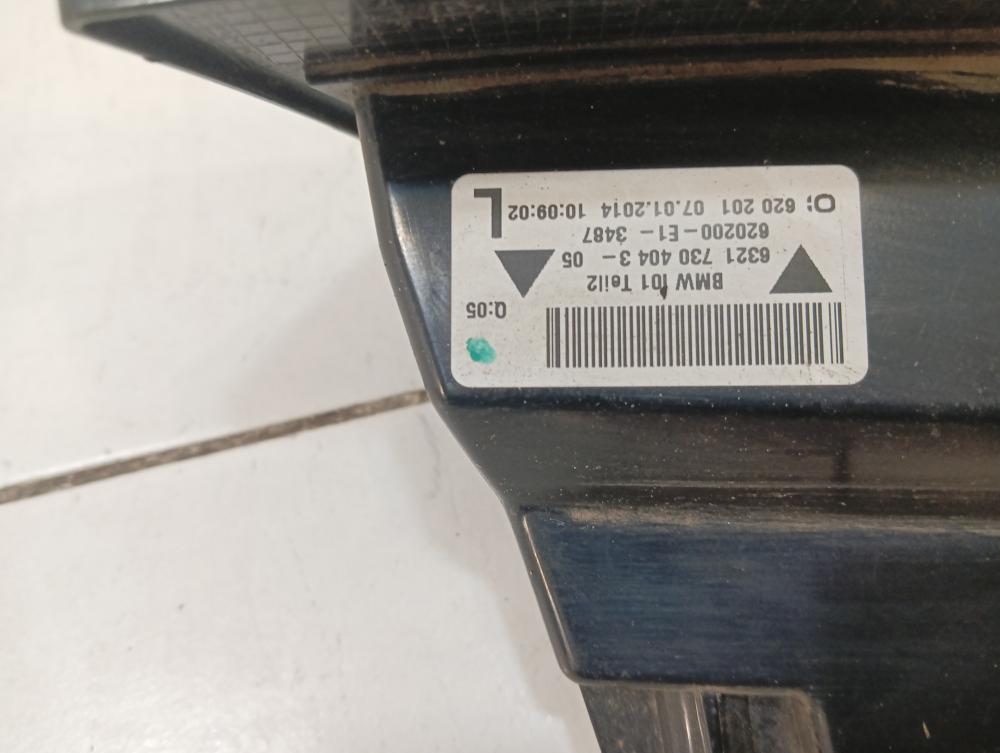 Q:05
BMW I01 Teil2
6321 730 404 3- 05
620200-E1- 3487
O: 620 201 07.01.2014 10:09:02 L